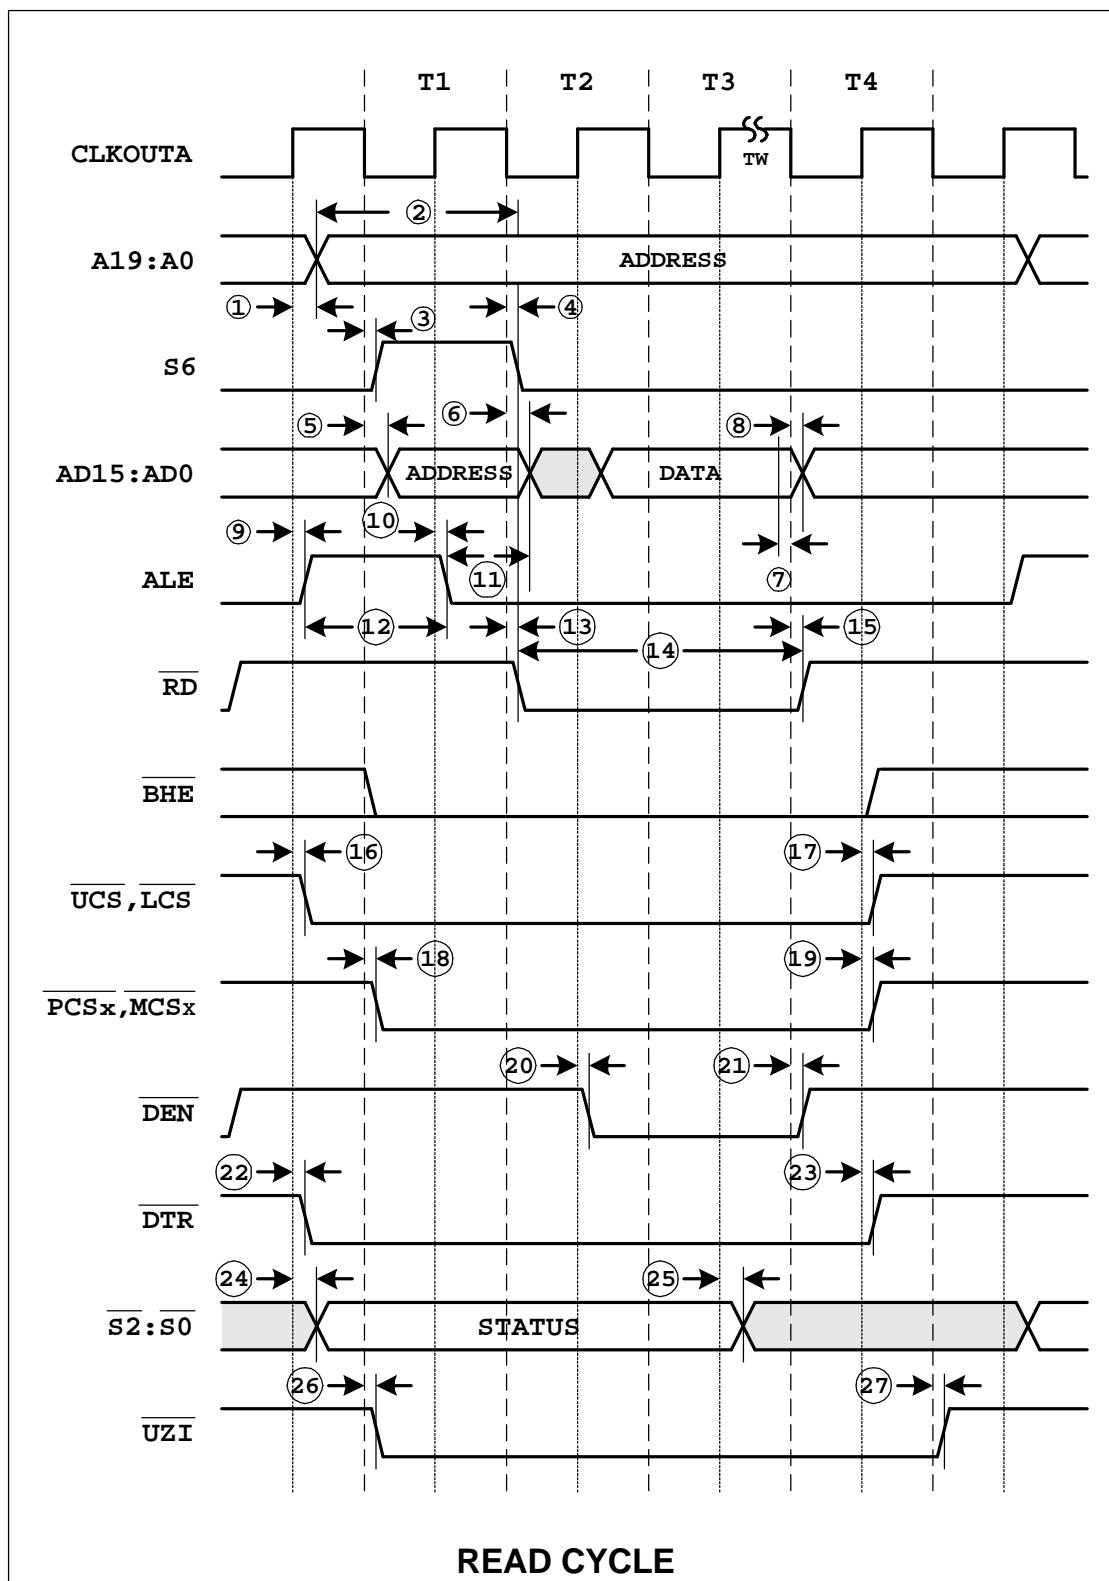 T1 T2 T3 T4
CLKOUTA
TW
2
A19:A0 ADDRESS
1 3 4
S6
5 6 8
AD15:AD0 ADDRESS DATA
9 10
ALE 11 7
12 13 15
14
RD
BHE
16 17
UCS,LCS
18 19
PCSx,MCSx
20 21
DEN
22 23
DTR
24 25
S2:S0 STATUS
26 27
UZI
READ CYCLE